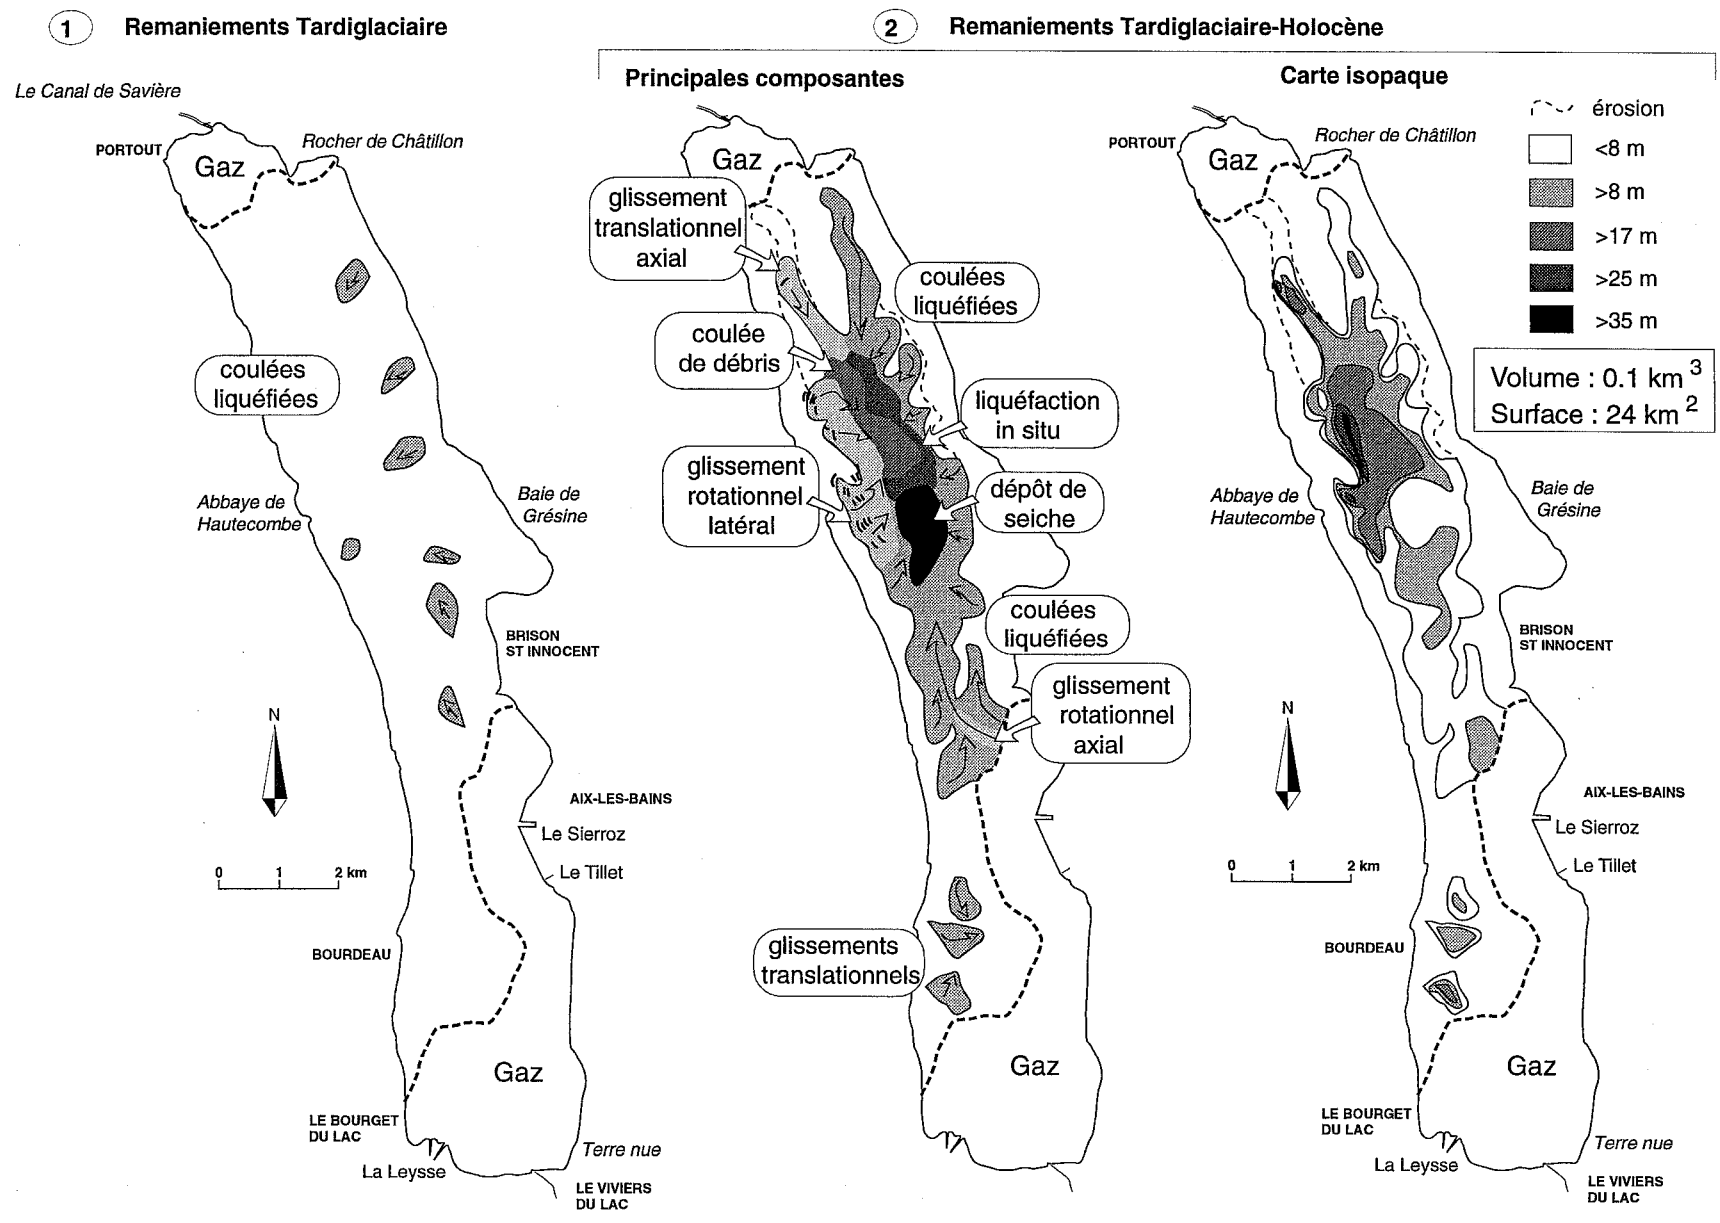 1 Remaniements Tardiglaciaire
2 Remaniements Tardiglaciaire-Holocène
Le Canal de Savière
PORTOUT
Rocher de Châtillon
Gaz
coulées
liquéfiées
Abbaye de
Hautecombe
Baie de
Grésine
BRISON
ST INNOCENT
N
AIX-LES-BAINS
Le Sierroz
0 1 2 km
Le Tillet
BOURDEAU
Gaz
LE BOURGET
DU LAC
Terre nue
La Leysse
LE VIVIERS
DU LAC
Principales composantes
Gaz
glissement
translationnel
axial
coulées
liquéfiées
coulée
de débris
liquéfaction
in situ
glissement
rotationnel
latéral
dépôt de
seiche
coulées
liquéfiées
glissement
rotationnel
axial
glissements
translationnels
Gaz
Carte isopaque
PORTOUT
Rocher de Châtillon
Gaz
érosion
<8 m
>8 m
>17 m
>25 m
>35 m
Volume : 0.1 km 3
Surface : 24 km 2
Abbaye de
Hautecombe
Baie de
Grésine
BRISON
ST INNOCENT
N
AIX-LES-BAINS
Le Sierroz
0 1 2 km
Le Tillet
BOURDEAU
Gaz
LE BOURGET
DU LAC
Terre nue
La Leysse
LE VIVIERS
DU LAC